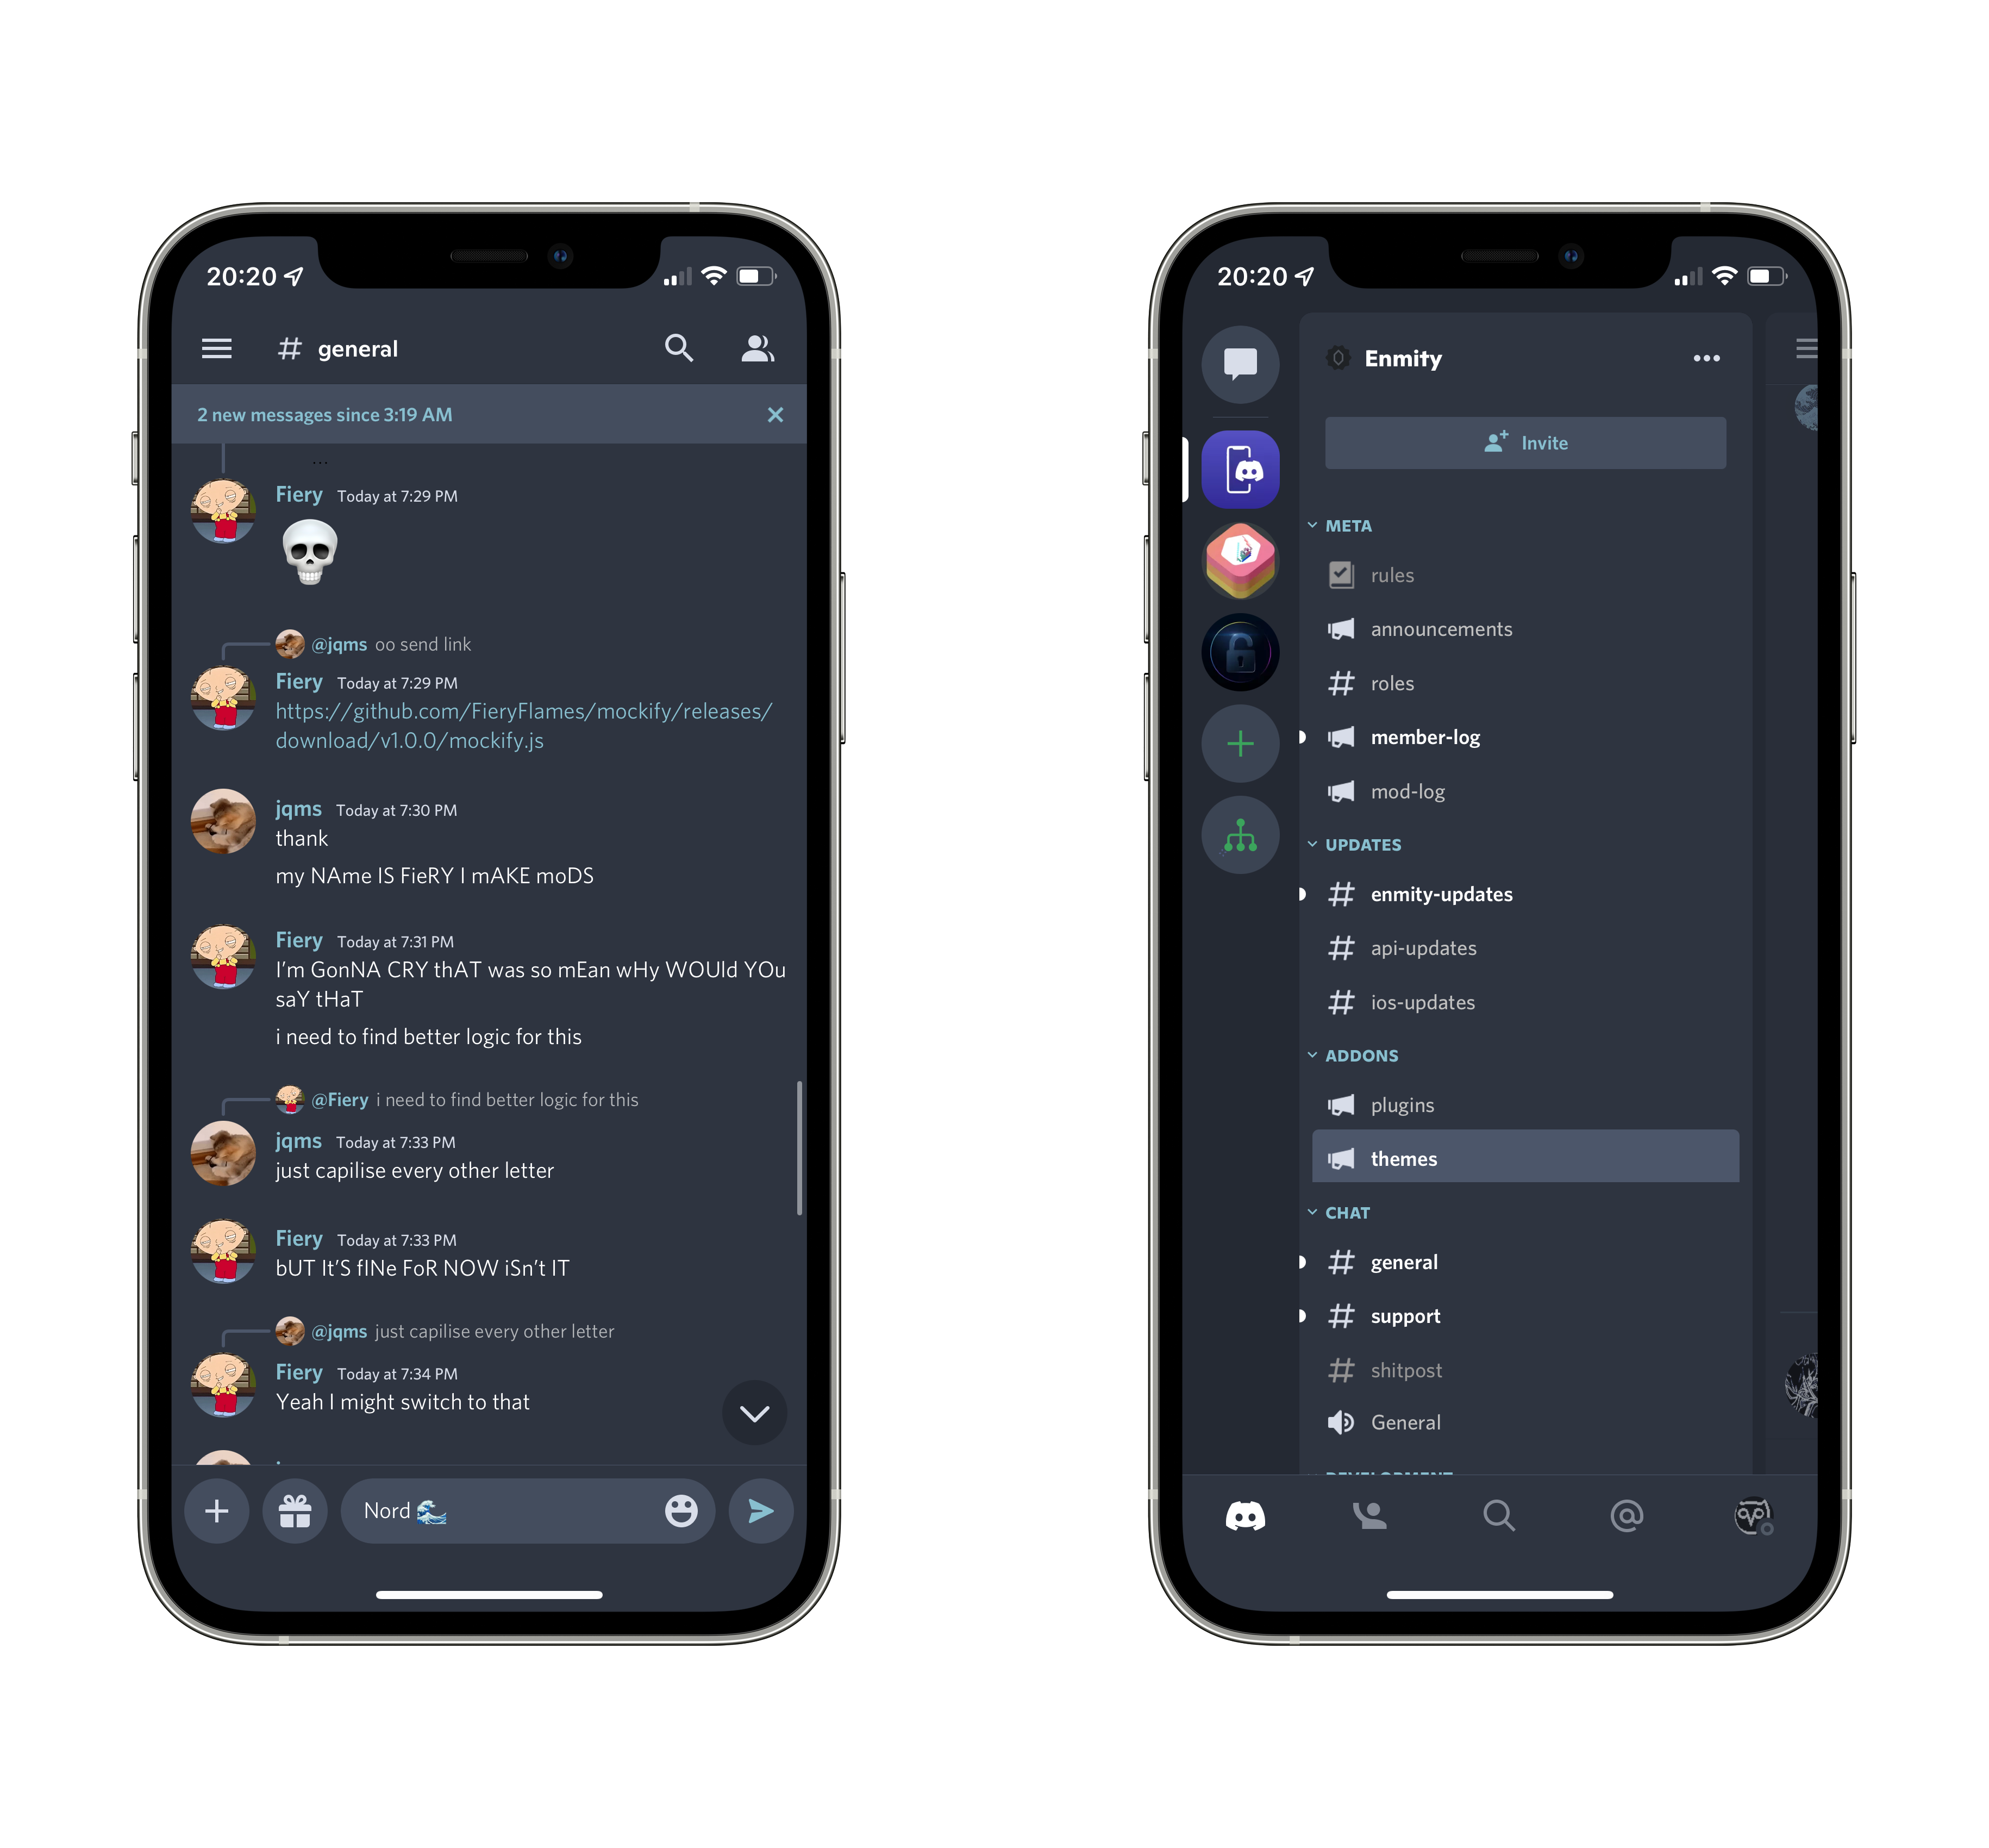 20:20
# general
2 new messages since 3:19 AM
...
Fiery Today at 7:29 PM
@jqms oo send link
Fiery Today at 7:29 PM
https://github.com/FieryFlames/mockify/releases/
download/v1.0.0/mockify.js
jqms Today at 7:30 PM
thank
my NAme IS FieRY I mAKE moDS
Fiery Today at 7:31 PM
I'm GonNA CRY thAT was so mEan wHy WOUld YOu
saY tHaT
i need to find better logic for this
@Fiery i need to find better logic for this
jqms Today at 7:33 PM
just capilise every other letter
Fiery Today at 7:33 PM
bUT It'S fINe FoR NOW iSn't IT
@jqms just capilise every other letter
Fiery Today at 7:34 PM
Yeah I might switch to that
Nord
20:20
Enmity
Invite
META
rules
announcements
# roles
member-log
mod-log
UPDATES
# enmity-updates
# api-updates
# ios-updates
ADDONS
plugins
themes
CHAT
# general
# support
# shitpost
General
DEVELOPMENT